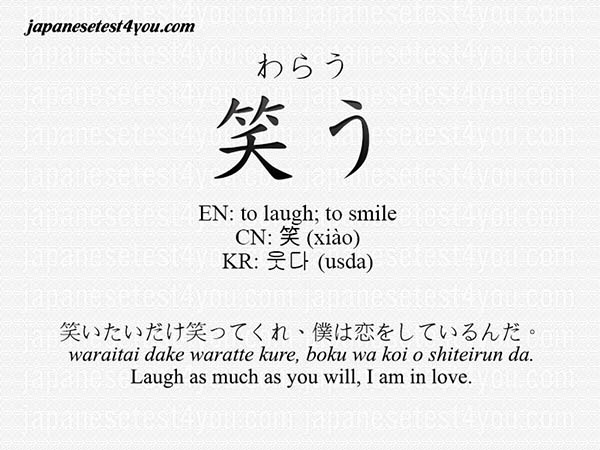 japanesetest4you.com
わらう
笑う
EN: to laugh; to smile
CN: 笑 (xiào)
KR: 웃다 (usda)
笑いたいだけ笑ってくれ、僕は恋をしているんだ。
waraitai dake waratte kure, boku wa koi o shiteirun da.
Laugh as much as you will, I am in love.